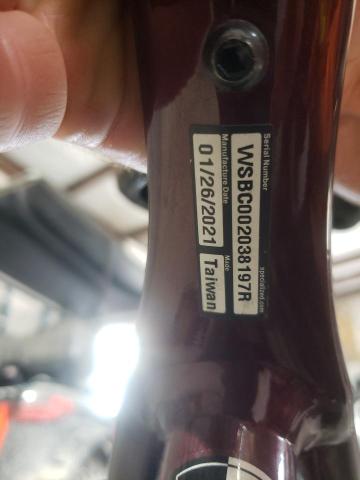 Serial Number specialized.com
WSBC002038197R
Manufacture Date Made
01/26/2021 Taiwan